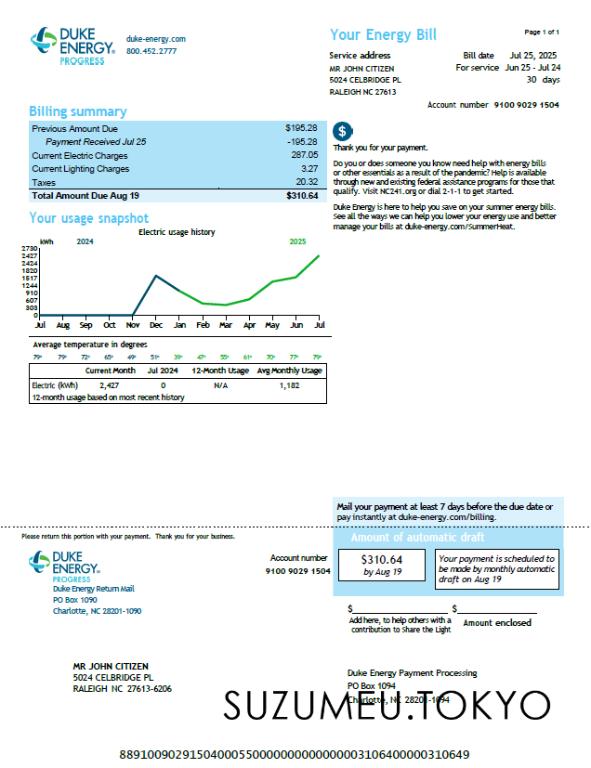 DUKE ENERGY® PROGRESS
duke-energy.com
800.452.2777
Your Energy Bill
Page 1 of 1
Service address
MR JOHN CITIZEN
5024 CELBRIDGE PL
RALEIGH NC 27613
Bill date Jul 25, 2025
For service Jun 25 - Jul 24
30 days
Account number 9100 9029 1504
Billing summary
Previous Amount Due $195.28
Payment Received Jul 25 -195.28
Current Electric Charges 287.05
Current Lighting Charges 3.27
Taxes 20.32
Total Amount Due Aug 19 $310.64
$
Thank you for your payment.
Do you or does someone you know need help with energy bills
or other essentials as a result of the pandemic? Help is available
through new and existing federal assistance programs for those that
qualify. Visit NC241.org or dial 2-1-1 to get started.
Duke Energy is here to help you save on your summer energy bills.
See all the ways we can help you lower your energy use and better
manage your bills at duke-energy.com/SummerHeat.
Your usage snapshot
Electric usage history
kWh 2024 2025
2730
2427
2424
1820
1517
1244
910
607
303
0
Jul Aug Sep Oct Nov Dec Jan Feb Mar Apr May Jun Jul
Average temperature in degrees
79° 79° 72° 65° 49° 51° 39° 47° 55° 61° 70° 77° 79°
Current Month Jul 2024 12-Month Usage Avg Monthly Usage
Electric (kWh) 2,427 0 N/A 1,182
12-month usage based on most recent history
Mail your payment at least 7 days before the due date or
pay instantly at duke-energy.com/billing.
Please return this portion with your payment. Thank you for your business.
Amount of automatic draft
DUKE ENERGY® PROGRESS
Duke Energy Return Mail
PO Box 1090
Charlotte, NC 28201-1090
Account number
9100 9029 1504
$310.64
by Aug 19
Your payment is scheduled to
be made by monthly automatic
draft on Aug 19
$ $
Add here, to help others with a
contribution to Share the Light
Amount enclosed
MR JOHN CITIZEN
5024 CELBRIDGE PL
RALEIGH NC 27613-6206
Duke Energy Payment Processing
PO Box 1094
Charlotte, NC 28201-1094
SUZUMEU.TOKYO